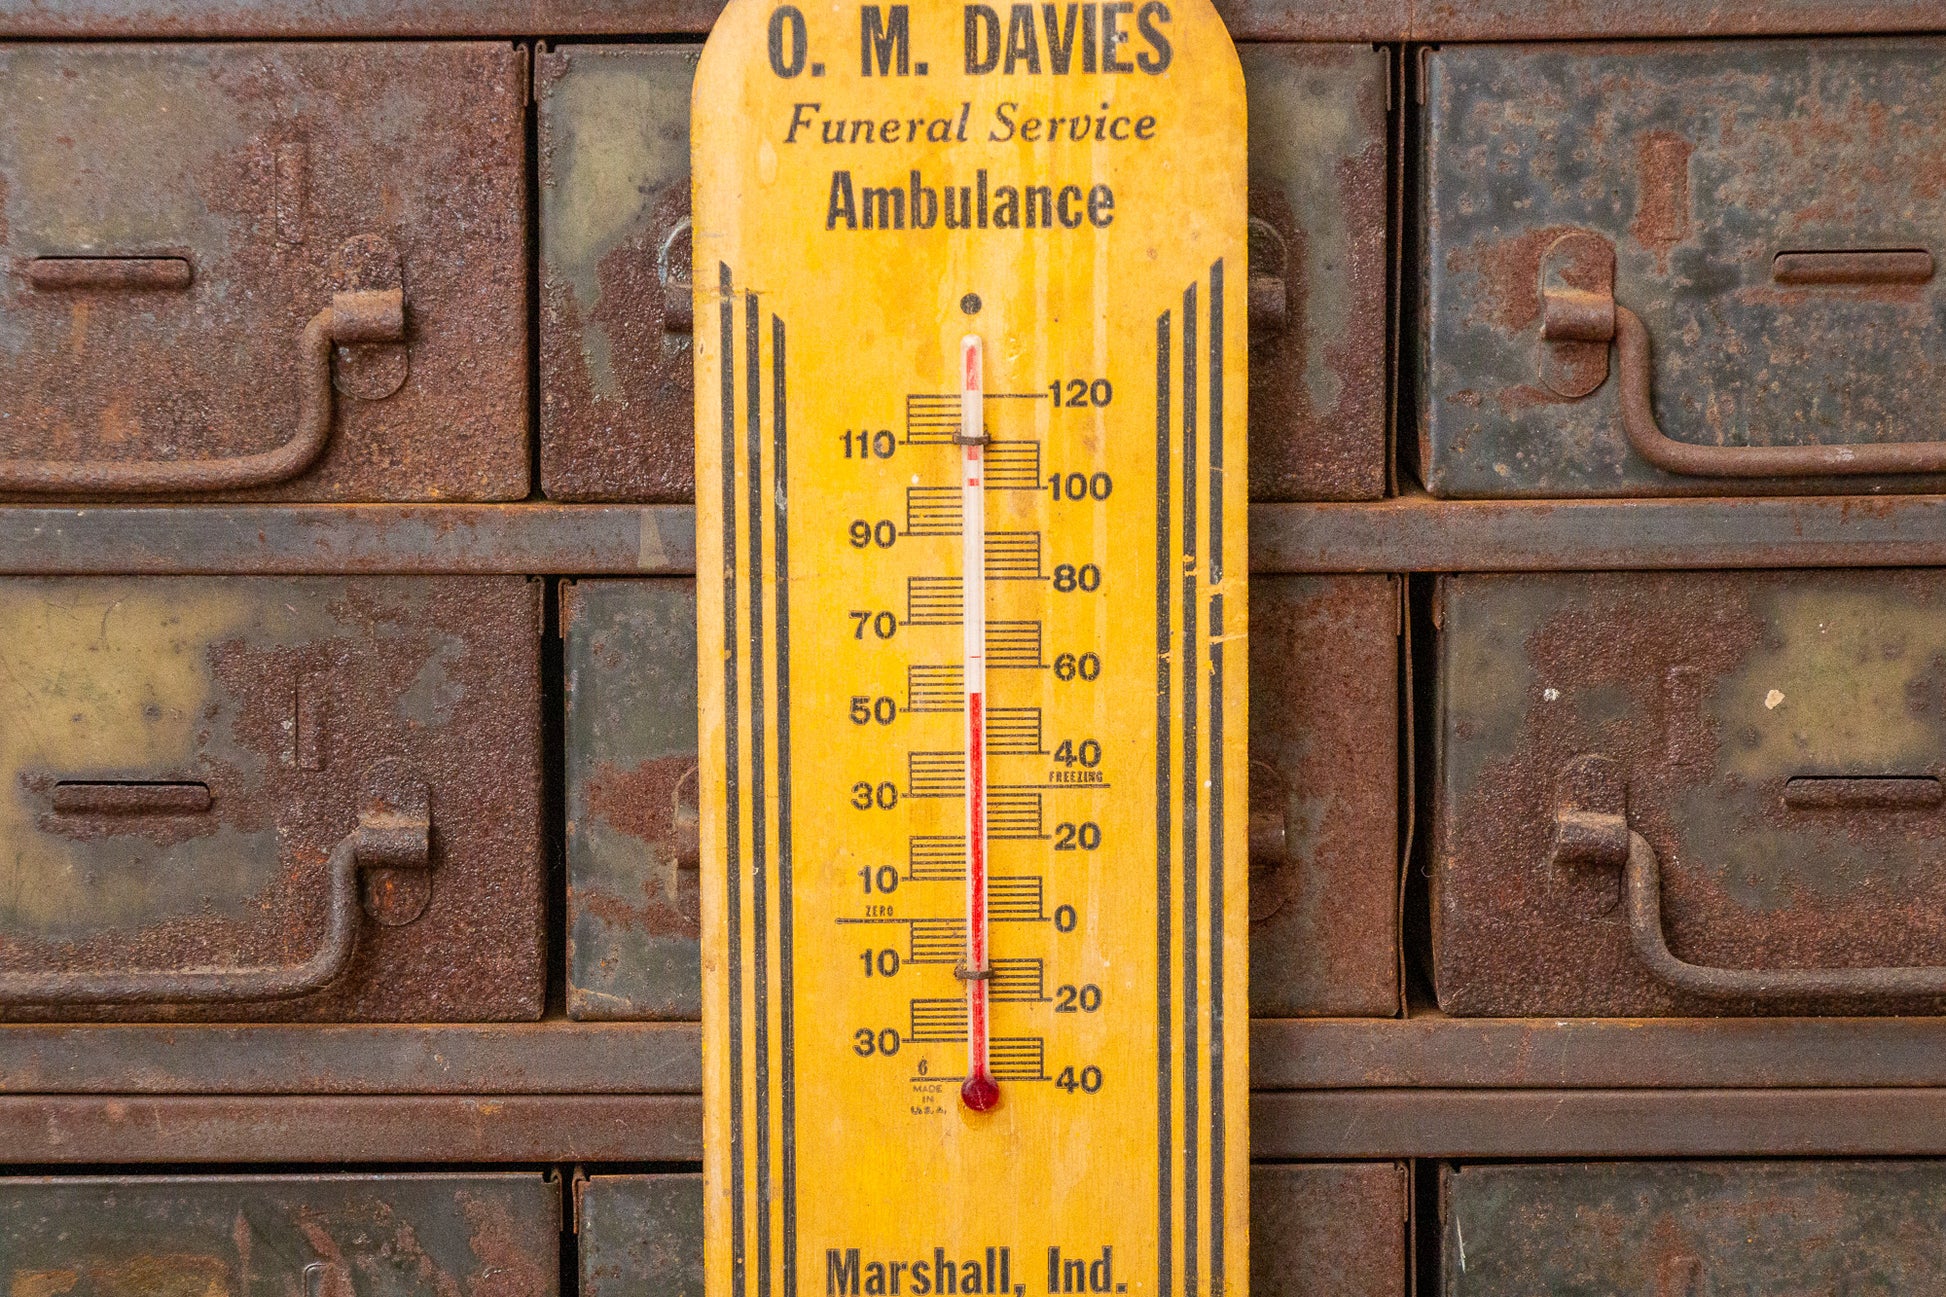 O. M. DAVIES
Funeral Service
Ambulance
120
110
100
90
80
70
60
50
40
FREEZING
30
20
10
ZERO
0
10
20
30
40
6
MADE
IN
U.S.A.
Marshall, Ind.